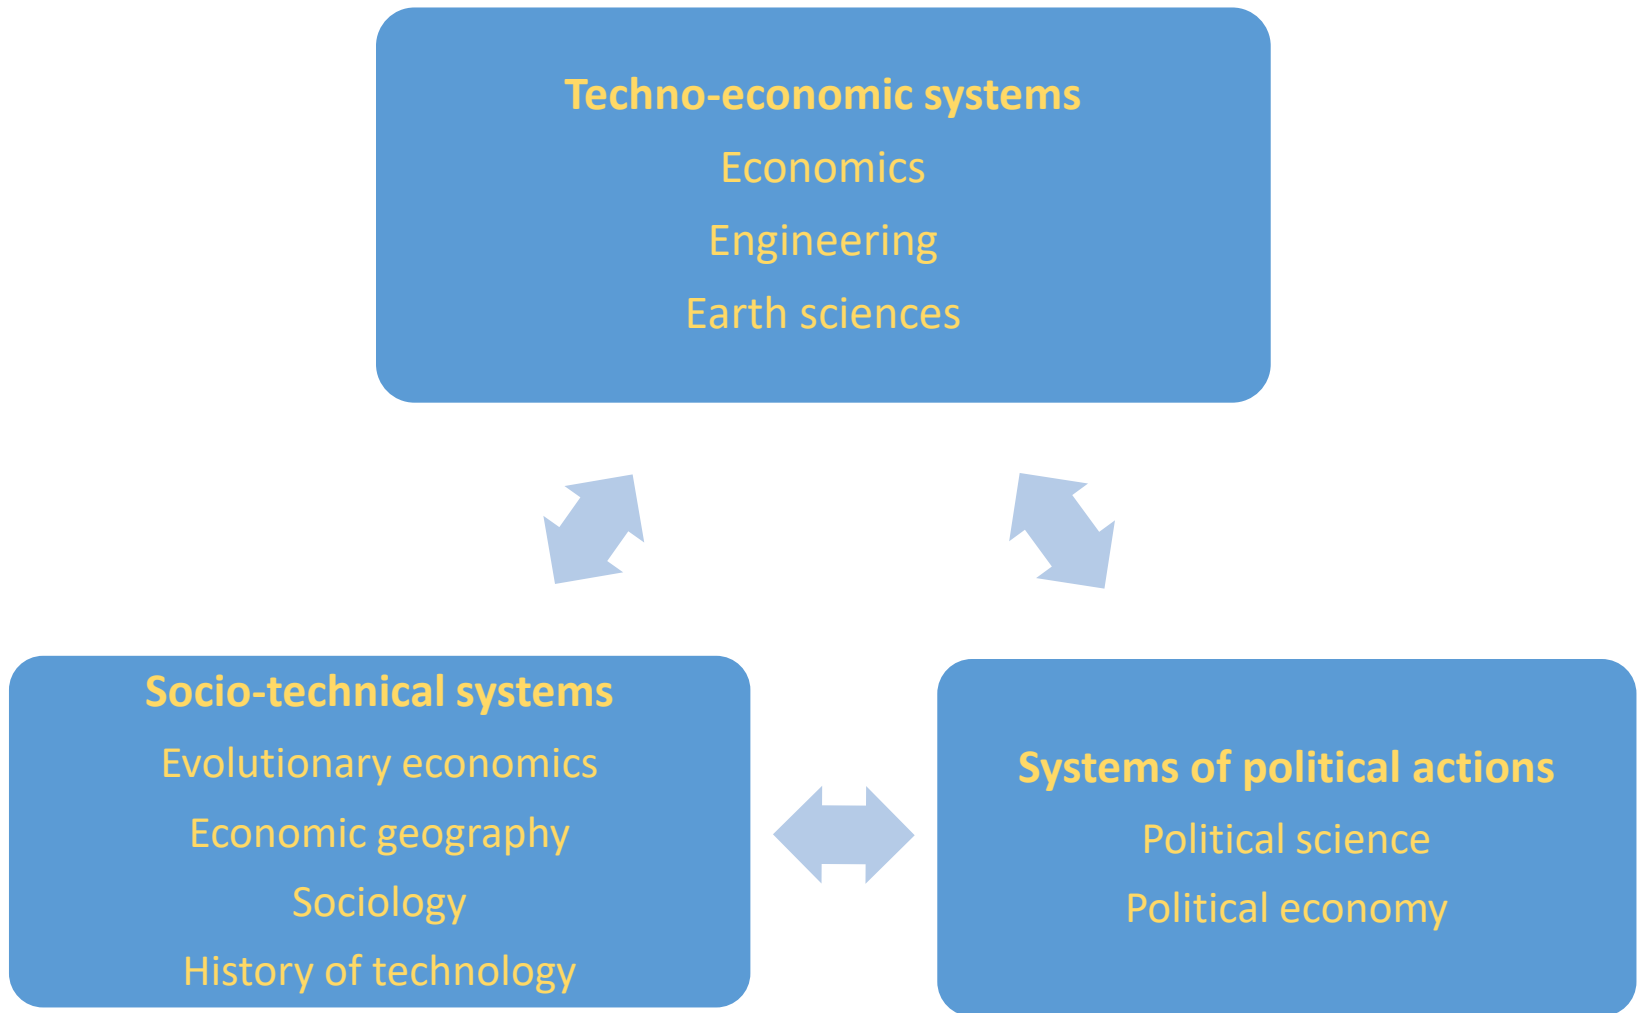 Techno-economic systems
Economics
Engineering
Earth sciences
Socio-technical systems
Evolutionary economics
Economic geography
Sociology
History of technology
Systems of political actions
Political science
Political economy